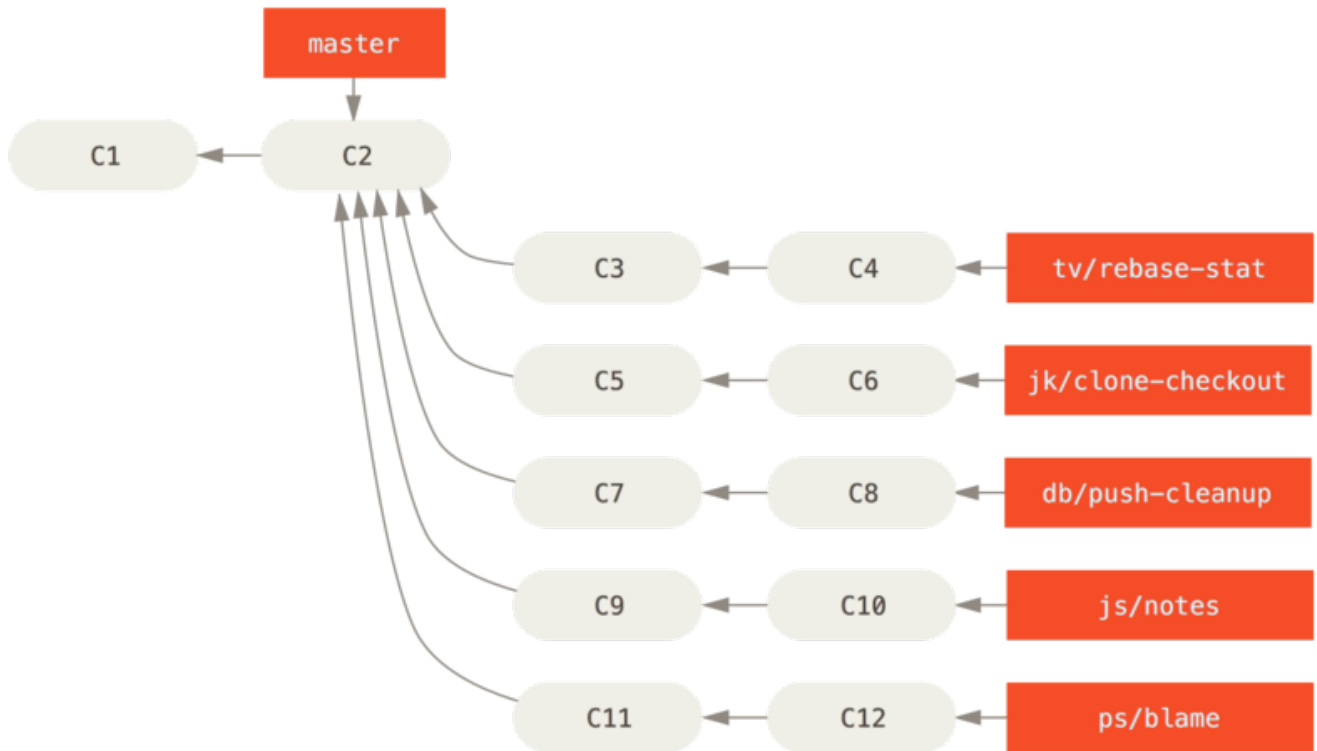 master
C1
C2
C3
C4
tv/rebase-stat
C5
C6
jk/clone-checkout
C7
C8
db/push-cleanup
C9
C10
js/notes
C11
C12
ps/blame